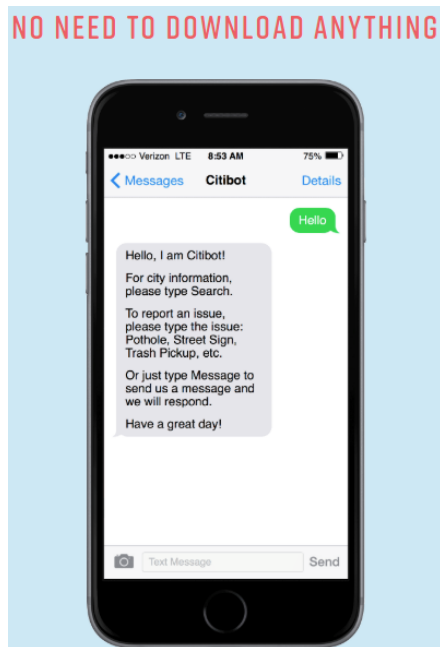 NO NEED TO DOWNLOAD ANYTHING
Verizon LTE 8:53 AM 75%
Messages Citibot Details
Hello
Hello, I am Citibot!
For city information,
please type Search.
To report an issue,
please type the issue:
Pothole, Street Sign,
Trash Pickup, etc.
Or just type Message to
send us a message and
we will respond.
Have a great day!
Text Message Send